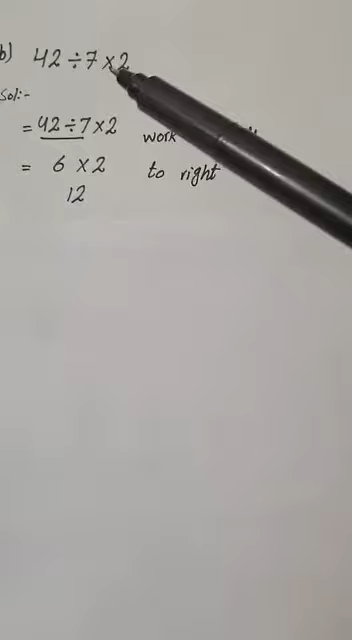 b) 42 ÷ 7 × 2
Sol:-
= 42 ÷ 7 × 2 work
= 6 × 2 to right
12